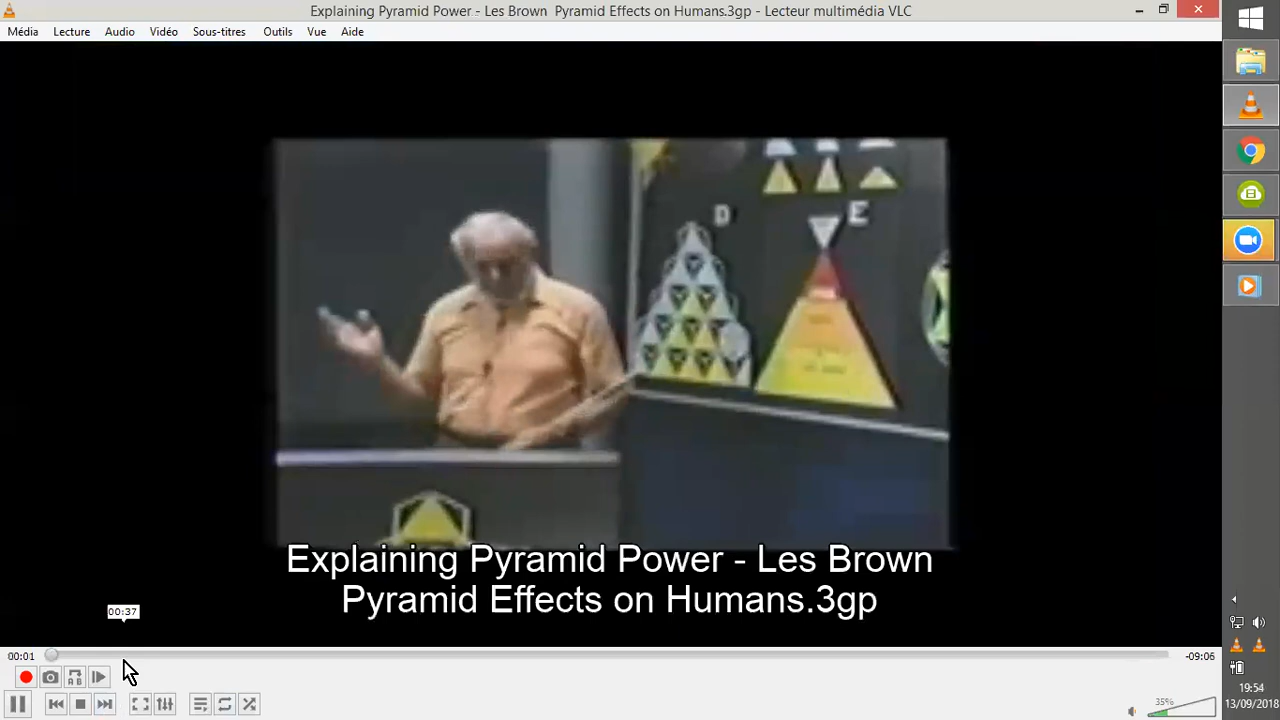 Explaining Pyramid Power - Les Brown  Pyramid Effects on Humans.3gp - Lecteur multimédia VLC
Média Lecture Audio Vidéo Sous-titres Outils Vue Aide
D E
Explaining Pyramid Power - Les Brown
Pyramid Effects on Humans.3gp
00:37
00:01 -09:06
A B
35%
19:54
13/09/2018